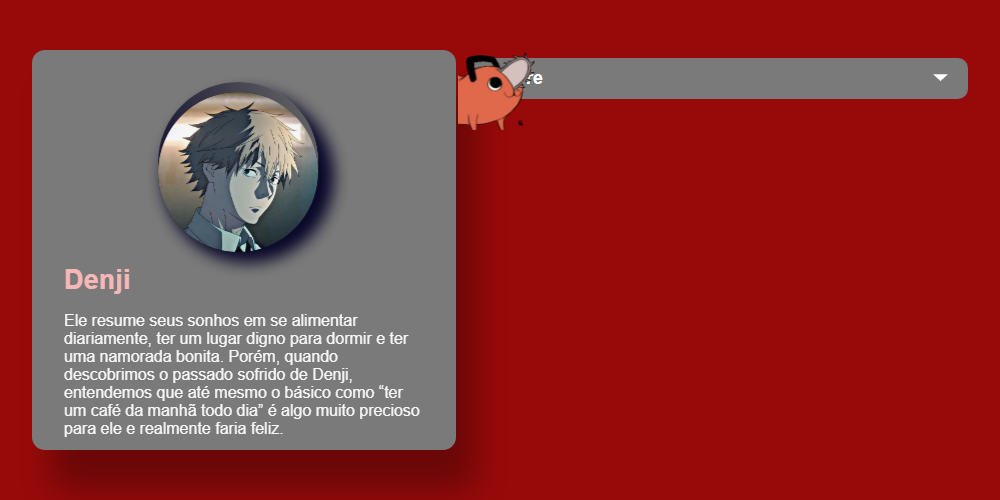 Denji
Ele resume seus sonhos em se alimentar
diariamente, ter um lugar digno para dormir e ter
uma namorada bonita. Porém, quando
descobrimos o passado sofrido de Denji,
entendemos que até mesmo o básico como “ter
um café da manhã todo dia” é algo muito precioso
para ele e realmente faria feliz.